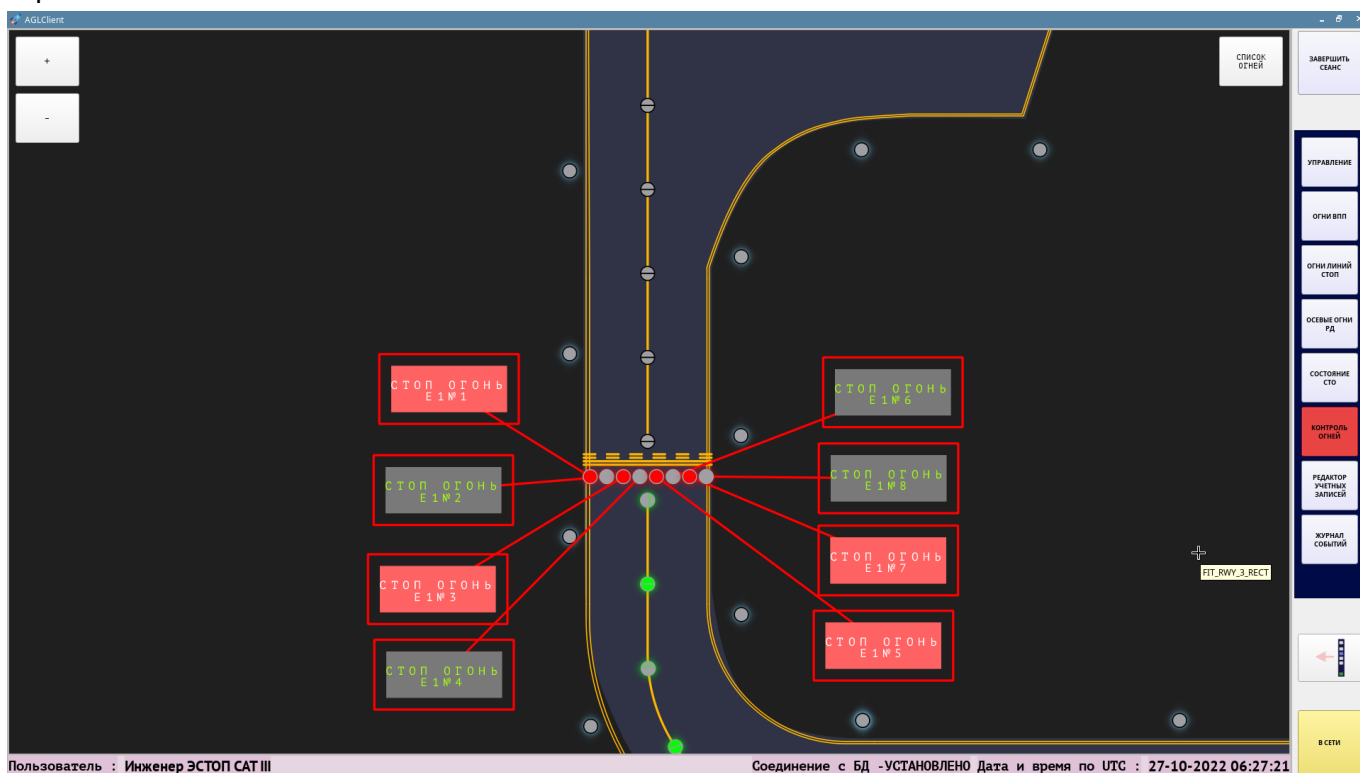 AGLClient
+
-
СПИСОК
ОГНЕЙ
ЗАВЕРШИТЬ
СЕАНС
УПРАВЛЕНИЕ
ОГНИ ВПП
ОГНИ ЛИНИЙ
СТОП
ОСЕВЫЕ ОГНИ
РД
СОСТОЯНИЕ
СТО
КОНТРОЛЬ
ОГНЕЙ
РЕДАКТОР
УЧЕТНЫХ
ЗАПИСЕЙ
ЖУРНАЛ
СОБЫТИЙ
В СЕТИ
СТОП ОГОНЬ
Е1№1
СТОП ОГОНЬ
Е1№2
СТОП ОГОНЬ
Е1№3
СТОП ОГОНЬ
Е1№4
СТОП ОГОНЬ
Е1№6
СТОП ОГОНЬ
Е1№8
СТОП ОГОНЬ
Е1№7
СТОП ОГОНЬ
Е1№5
FIT_RWY_3_RECT
Пользователь : Инженер ЭСТОП CAT III
Соединение с БД -УСТАНОВЛЕНО Дата и время по UTC : 27-10-2022 06:27:21